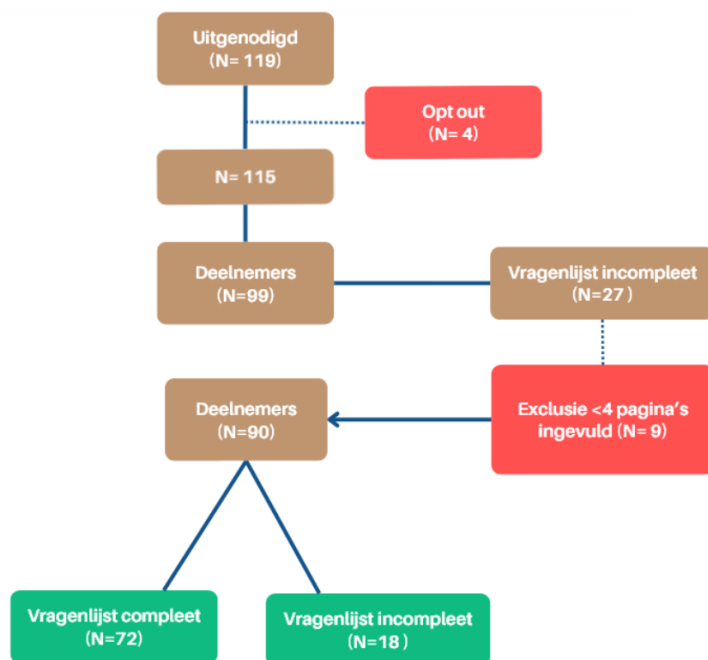 Uitgenodigd
(N= 119)
Opt out
(N= 4)
N= 115
Deelnemers
(N=99)
Vragenlijst incompleet
(N=27 )
Deelnemers
(N=90)
Exclusie <4 pagina's
ingevuld (N= 9)
Vragenlijst compleet
(N=72)
Vragenlijst incompleet
(N=18 )